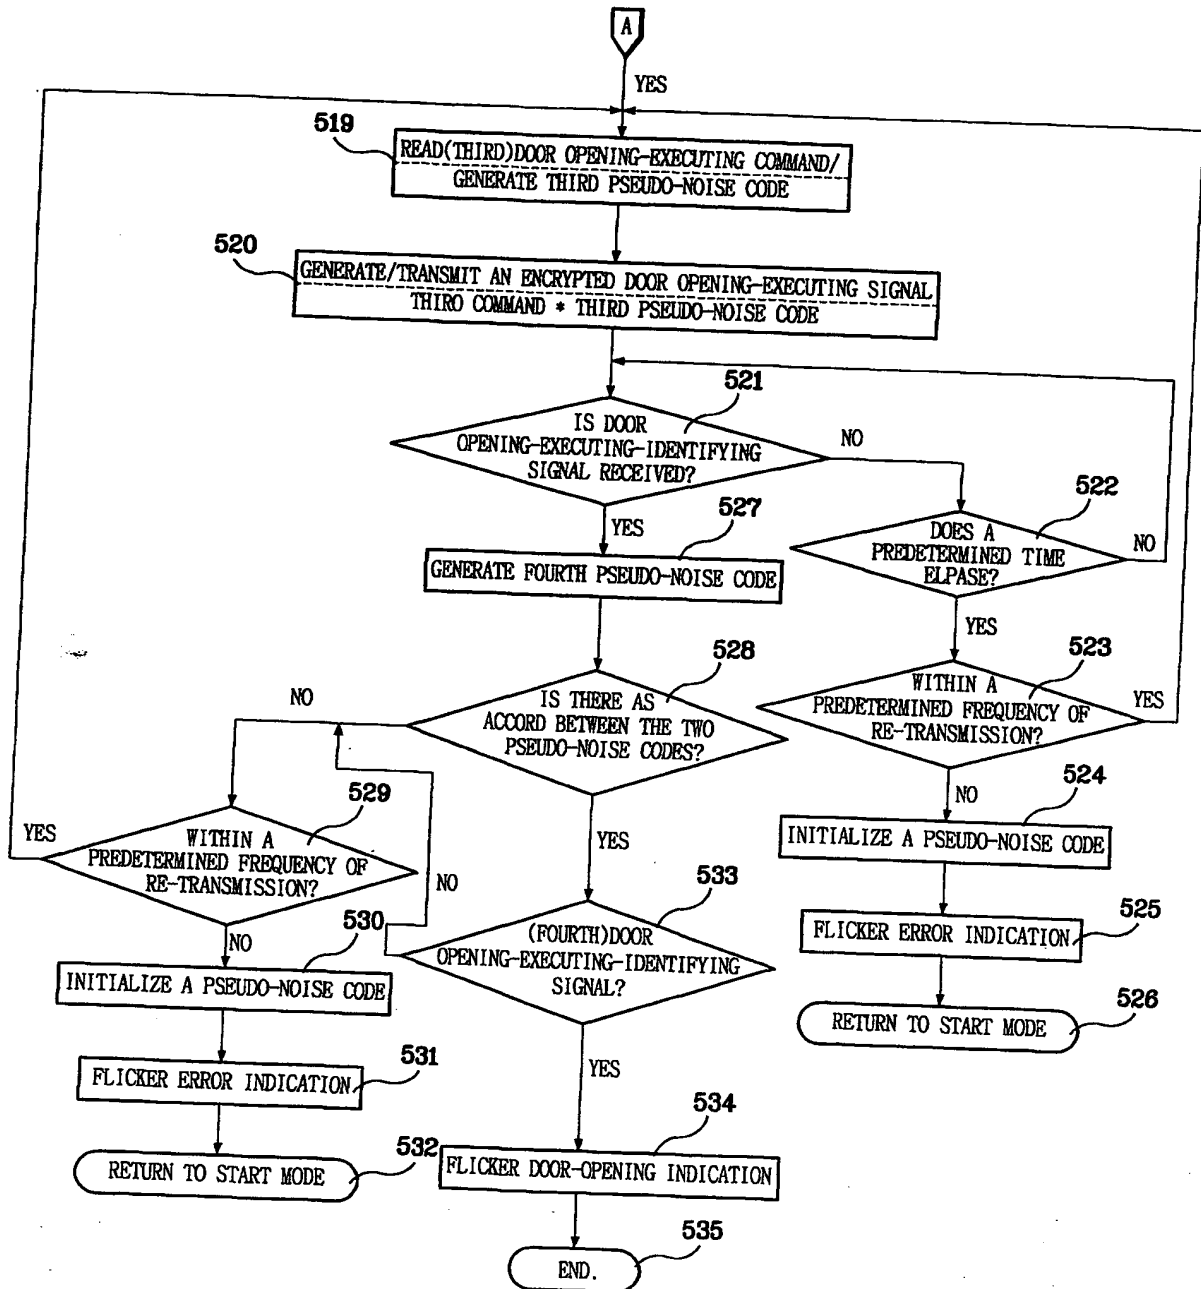 A
YES
519
READ(THIRD)DOOR OPENING-EXECUTING COMMAND/
GENERATE THIRD PSEUDO-NOISE CODE
520
GENERATE/TRANSMIT AN ENCRYPTED DOOR OPENING-EXECUTING SIGNAL
THIRO COMMAND * THIRD PSEUDO-NOISE CODE
521
IS DOOR
OPENING-EXECUTING-IDENTIFYING
SIGNAL RECEIVED?
NO
YES
522
DOES A
PREDETERMINED TIME
ELPASE?
NO
YES
527
GENERATE FOURTH PSEUDO-NOISE CODE
523
WITHIN A
PREDETERMINED FREQUENCY OF
RE-TRANSMISSION?
YES
NO
528
IS THERE AS
ACCORD BETWEEN THE TWO
PSEUDO-NOISE CODES?
NO
YES
524
INITIALIZE A PSEUDO-NOISE CODE
529
WITHIN A
PREDETERMINED FREQUENCY OF
RE-TRANSMISSION?
YES
NO
533
(FOURTH)DOOR
OPENING-EXECUTING-IDENTIFYING
SIGNAL?
NO
YES
525
FLICKER ERROR INDICATION
530
INITIALIZE A PSEUDO-NOISE CODE
526
RETURN TO START MODE
531
FLICKER ERROR INDICATION
534
FLICKER DOOR-OPENING INDICATION
532
RETURN TO START MODE
535
END.